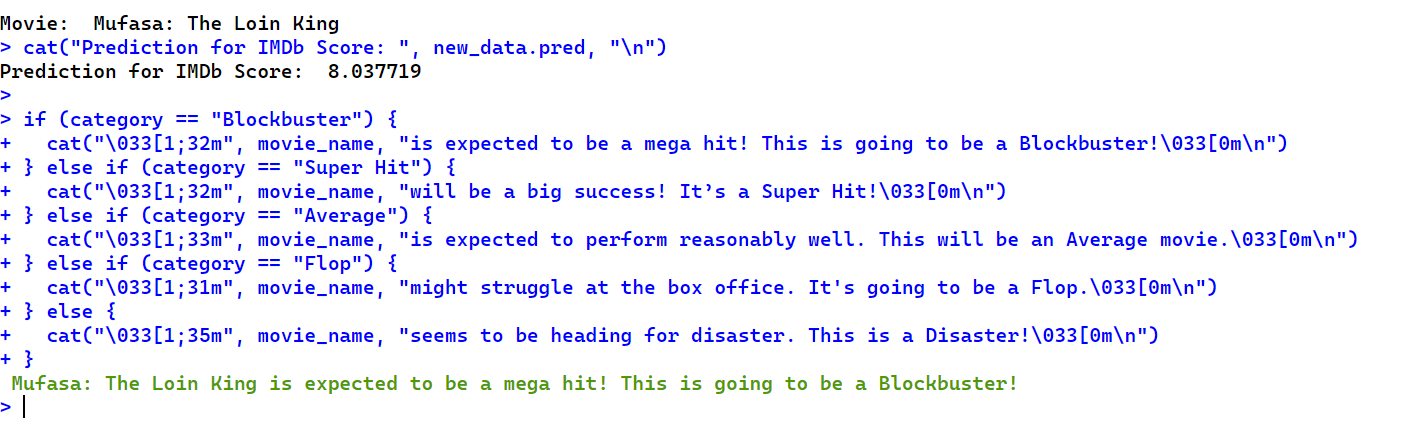 Movie:  Mufasa: The Loin King
> cat("Prediction for IMDb Score: ", new_data.pred, "\n")
Prediction for IMDb Score:  8.037719
>
> if (category == "Blockbuster") {
+   cat("\033[1;32m", movie_name, "is expected to be a mega hit! This is going to be a Blockbuster!\033[0m\n")
+ } else if (category == "Super Hit") {
+   cat("\033[1;32m", movie_name, "will be a big success! It’s a Super Hit!\033[0m\n")
+ } else if (category == "Average") {
+   cat("\033[1;33m", movie_name, "is expected to perform reasonably well. This will be an Average movie.\033[0m\n")
+ } else if (category == "Flop") {
+   cat("\033[1;31m", movie_name, "might struggle at the box office. It's going to be a Flop.\033[0m\n")
+ } else {
+   cat("\033[1;35m", movie_name, "seems to be heading for disaster. This is a Disaster!\033[0m\n")
+ }
 Mufasa: The Loin King is expected to be a mega hit! This is going to be a Blockbuster!
>